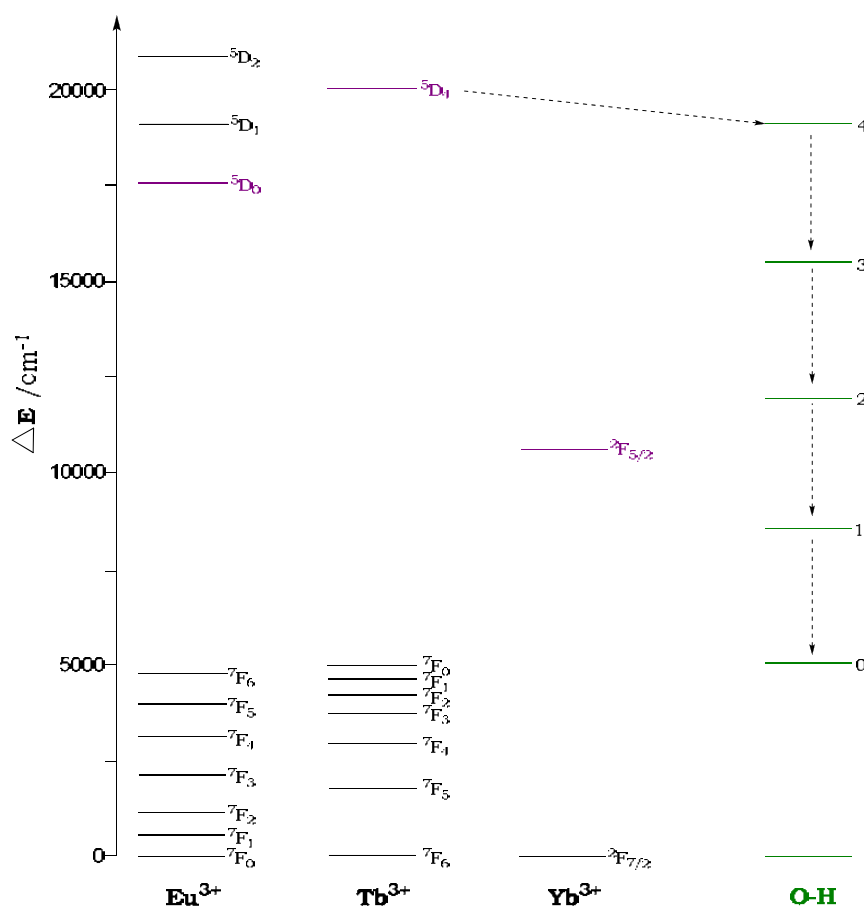 20000
15000
10000
5000
0
△E /cm⁻¹
⁵D₂
⁵D₁
⁵D₀
⁷F₆
⁷F₅
⁷F₄
⁷F₃
⁷F₂
⁷F₁
⁷F₀
Eu³⁺
⁵D₄
⁷F₀
⁷F₁
⁷F₂
⁷F₃
⁷F₄
⁷F₅
⁷F₆
Tb³⁺
²F₅/₂
²F₇/₂
Yb³⁺
4
3
2
1
0
O-H